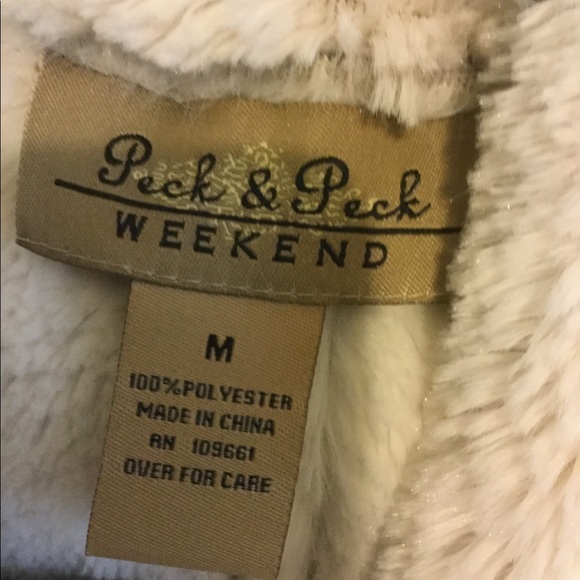 Peck & Peck
WEEKEND
M
100%POLYESTER
MADE IN CHINA
RN 109661
OVER FOR CARE